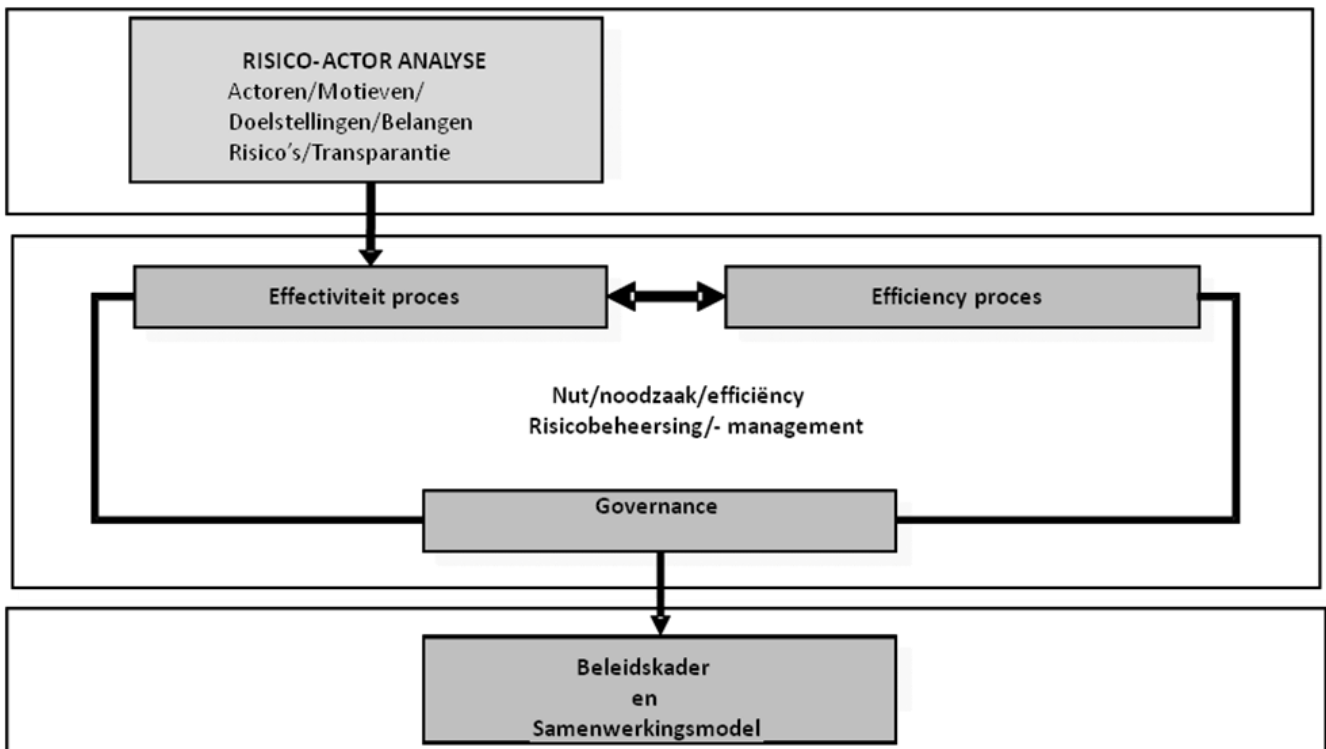 RISICO-ACTOR ANALYSE
Actoren/Motieven/
Doelstellingen/Belangen
Risico's/Transparantie
Effectiviteit proces
Efficiency proces
Nut/noodzaak/efficiëncy
Risicobeheersing/- management
Governance
Beleidskader
en
Samenwerkingsmodel